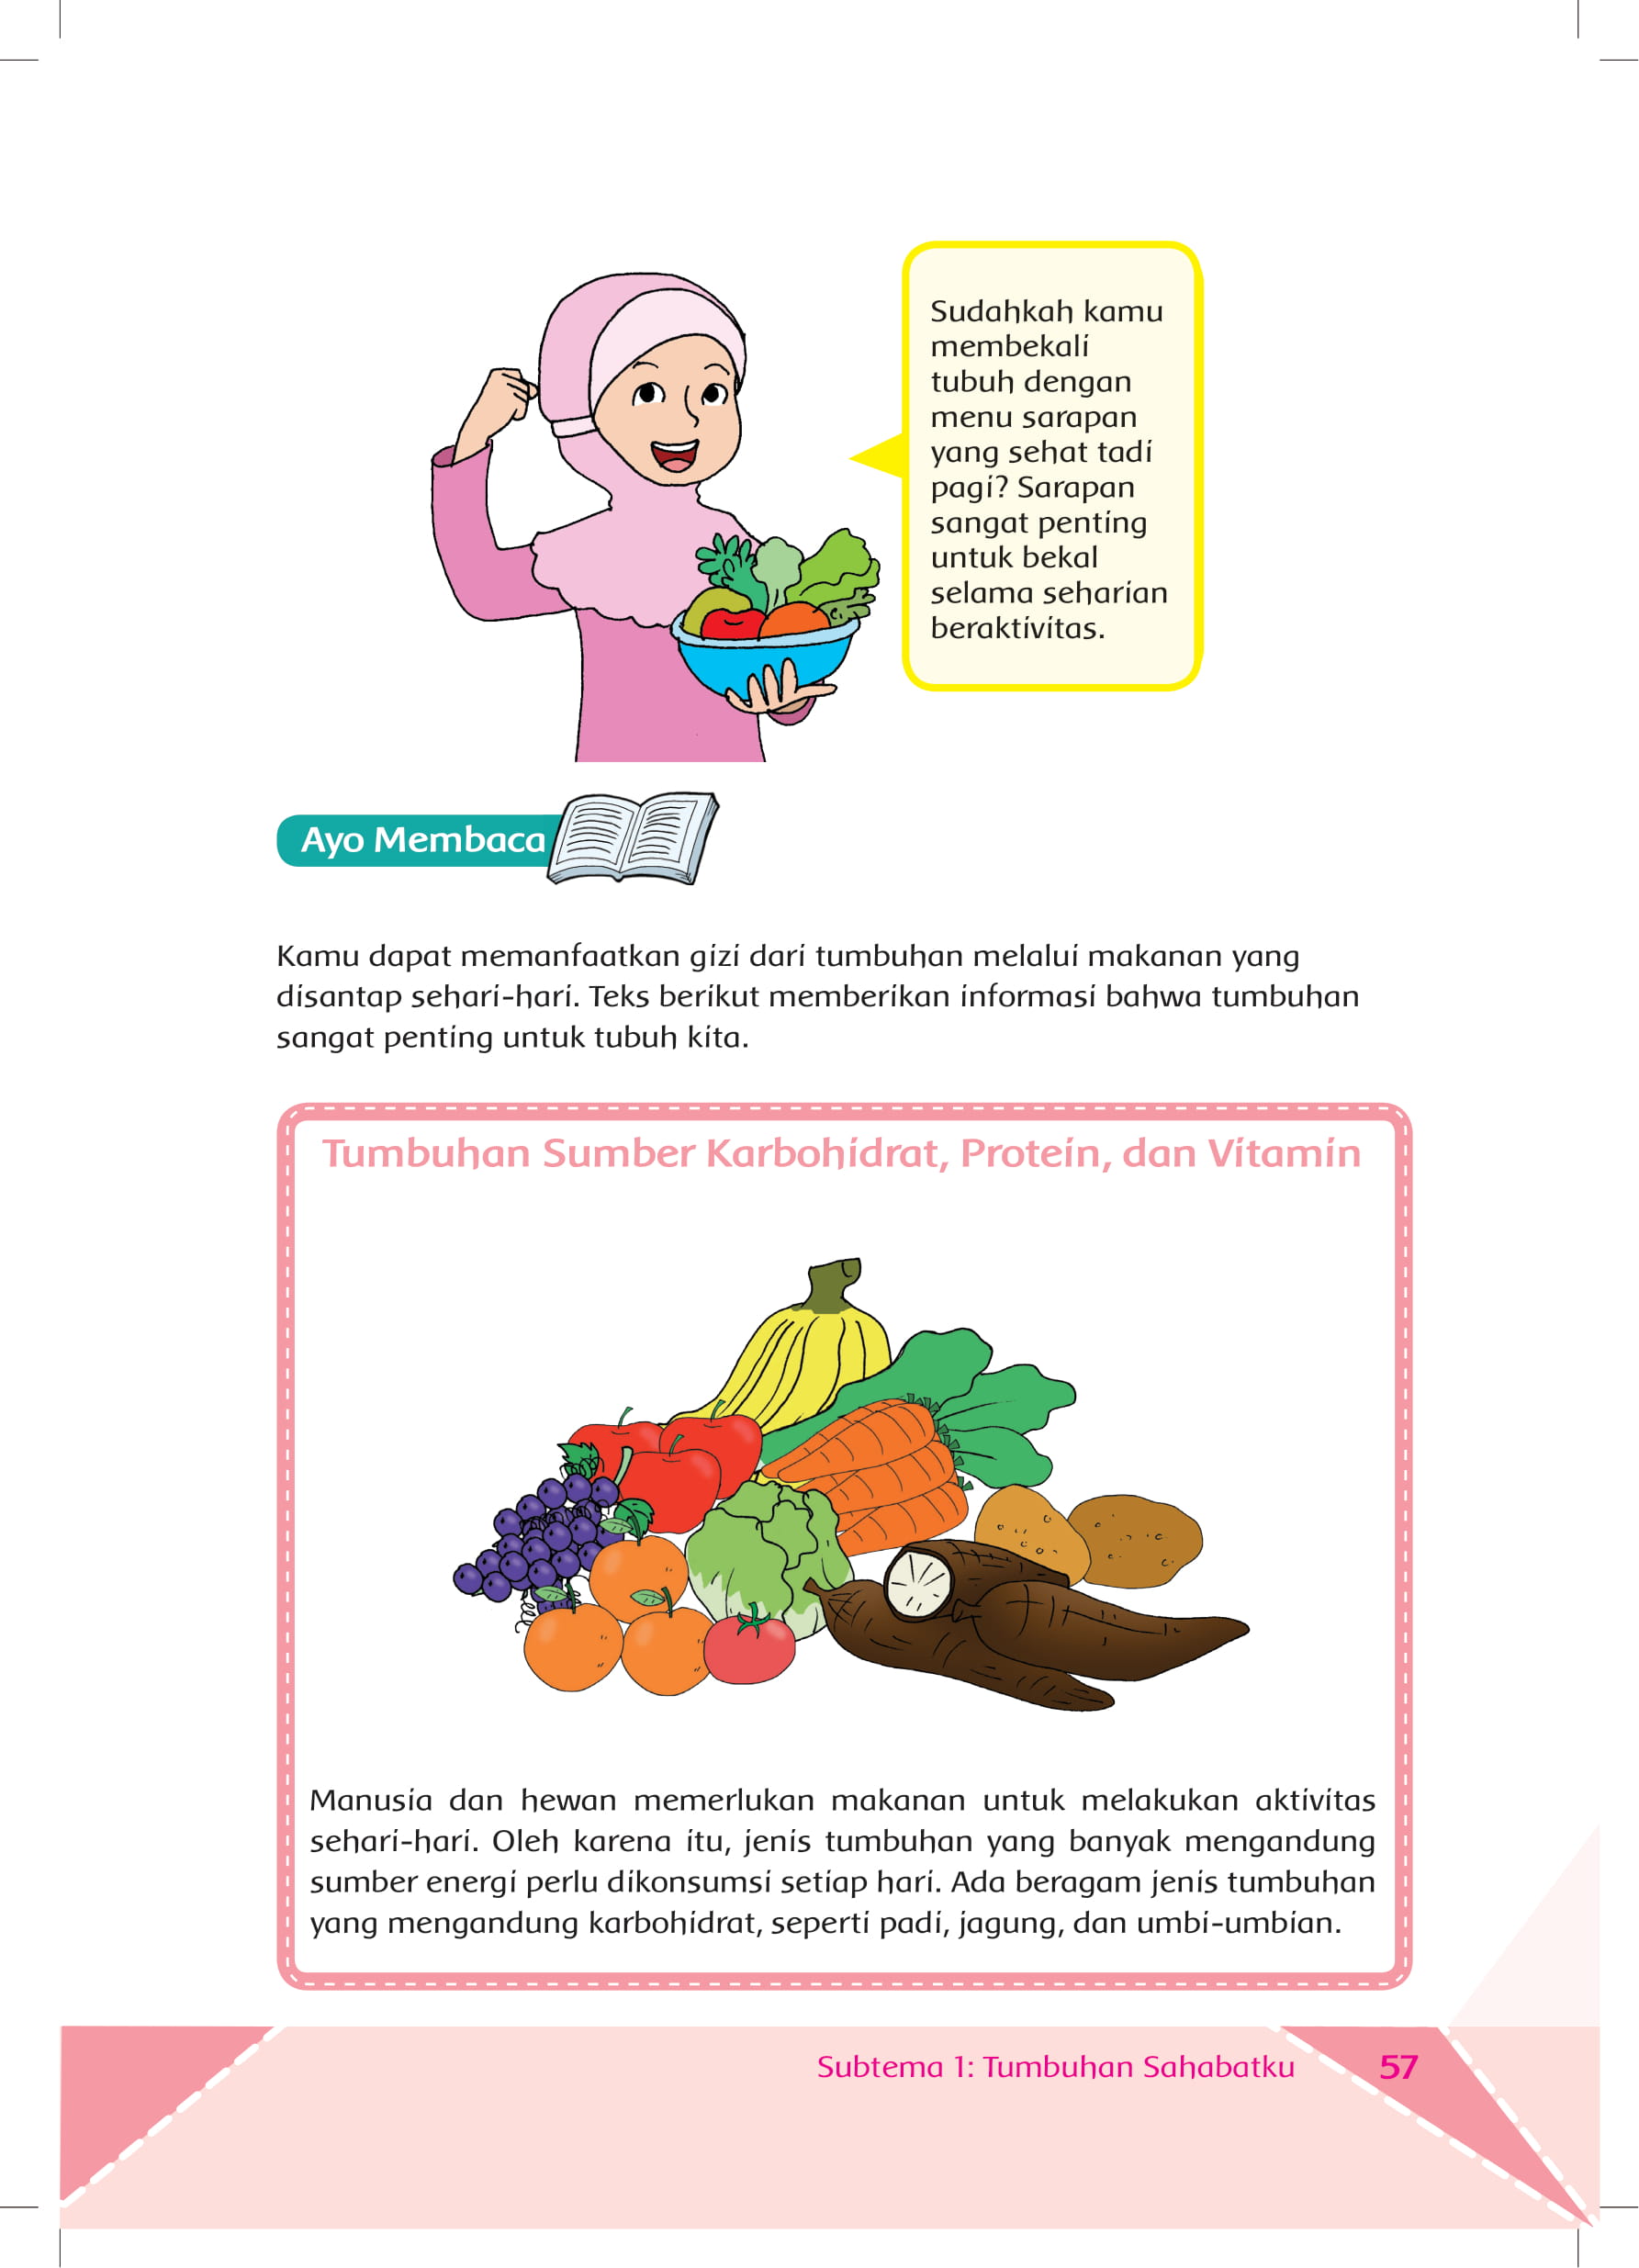 Sudahkah kamu
membekali
tubuh dengan
menu sarapan
yang sehat tadi
pagi? Sarapan
sangat penting
untuk bekal
selama seharian
beraktivitas.
Ayo Membaca
Kamu dapat memanfaatkan gizi dari tumbuhan melalui makanan yang
disantap sehari-hari. Teks berikut memberikan informasi bahwa tumbuhan
sangat penting untuk tubuh kita.
Tumbuhan Sumber Karbohidrat, Protein, dan Vitamin
Manusia dan hewan memerlukan makanan untuk melakukan aktivitas
sehari-hari. Oleh karena itu, jenis tumbuhan yang banyak mengandung
sumber energi perlu dikonsumsi setiap hari. Ada beragam jenis tumbuhan
yang mengandung karbohidrat, seperti padi, jagung, dan umbi-umbian.
Subtema 1: Tumbuhan Sahabatku 57